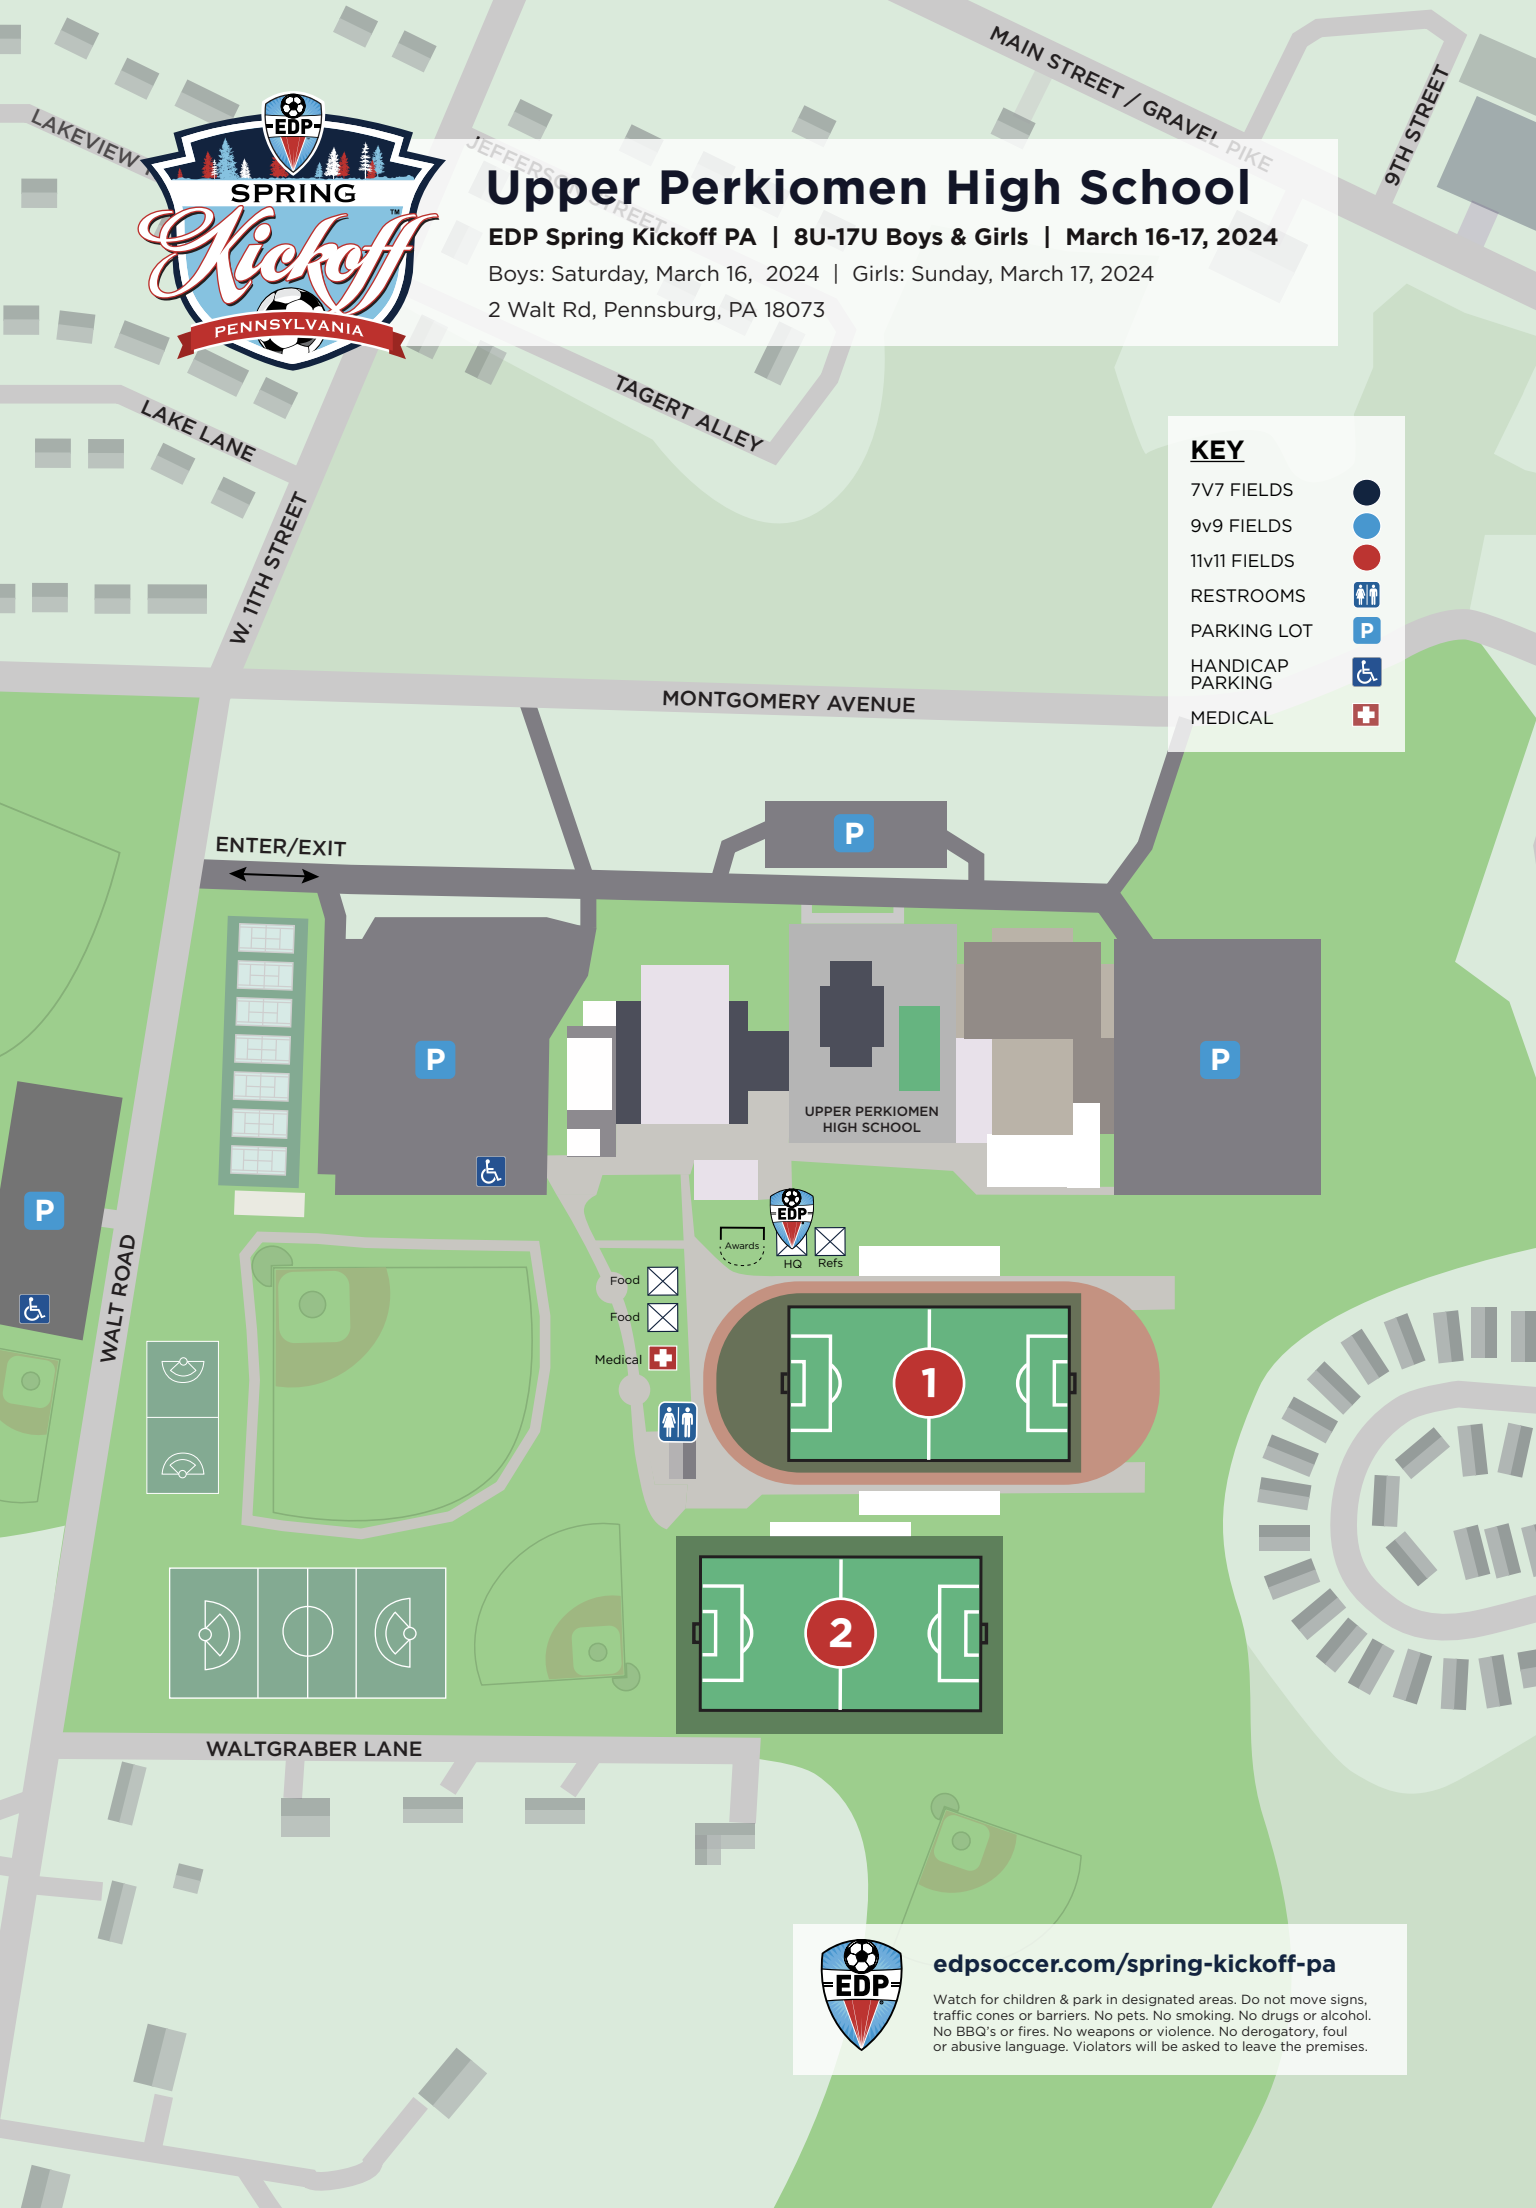 MAIN STREET / GRAVEL PIKE
9TH STREET
LAKEVIEW
JEFFERSON STREET
EDP
SPRING
Kickoff
TM
PENNSYLVANIA
Upper Perkiomen High School
EDP Spring Kickoff PA | 8U-17U Boys & Girls | March 16-17, 2024
Boys: Saturday, March 16, 2024 | Girls: Sunday, March 17, 2024
2 Walt Rd, Pennsburg, PA 18073
TAGERT ALLEY
LAKE LANE
W. 11TH STREET
KEY
7V7 FIELDS
9v9 FIELDS
11v11 FIELDS
RESTROOMS
PARKING LOT
P
HANDICAP
PARKING
MEDICAL
MONTGOMERY AVENUE
ENTER/EXIT
P
P
P
UPPER PERKIOMEN
HIGH SCHOOL
P
WALT ROAD
EDP
Awards
HQ
Refs
Food
Food
Medical
1
2
WALTGRABER LANE
EDP
edpsoccer.com/spring-kickoff-pa
Watch for children & park in designated areas. Do not move signs,
traffic cones or barriers. No pets. No smoking. No drugs or alcohol.
No BBQ's or fires. No weapons or violence. No derogatory, foul
or abusive language. Violators will be asked to leave the premises.